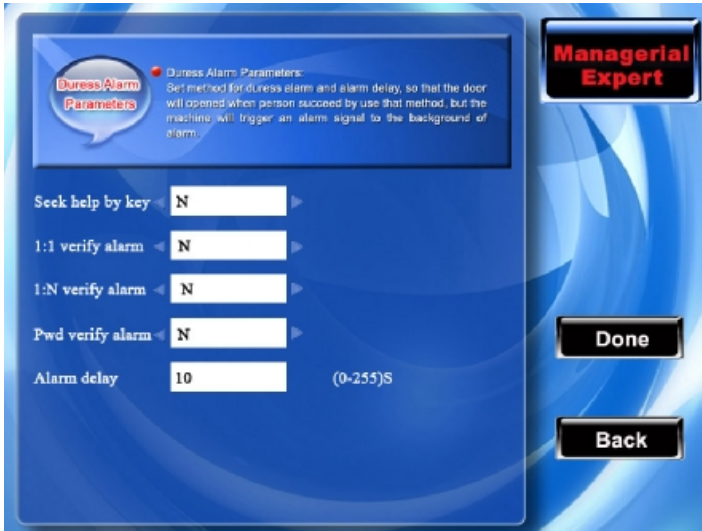 Managerial
Expert
Duress Alarm
Parameters
Duress Alarm Parameters:
Set method for duress alarm and alarm delay, so that the door
will opened when person succeed by use that method, but the
machine will trigger an alarm signal to the background of
alarm.
Seek help by key N
1:1 verify alarm N
1:N verify alarm N
Pwd verify alarm N
Alarm delay 10 (0-255)S
Done
Back